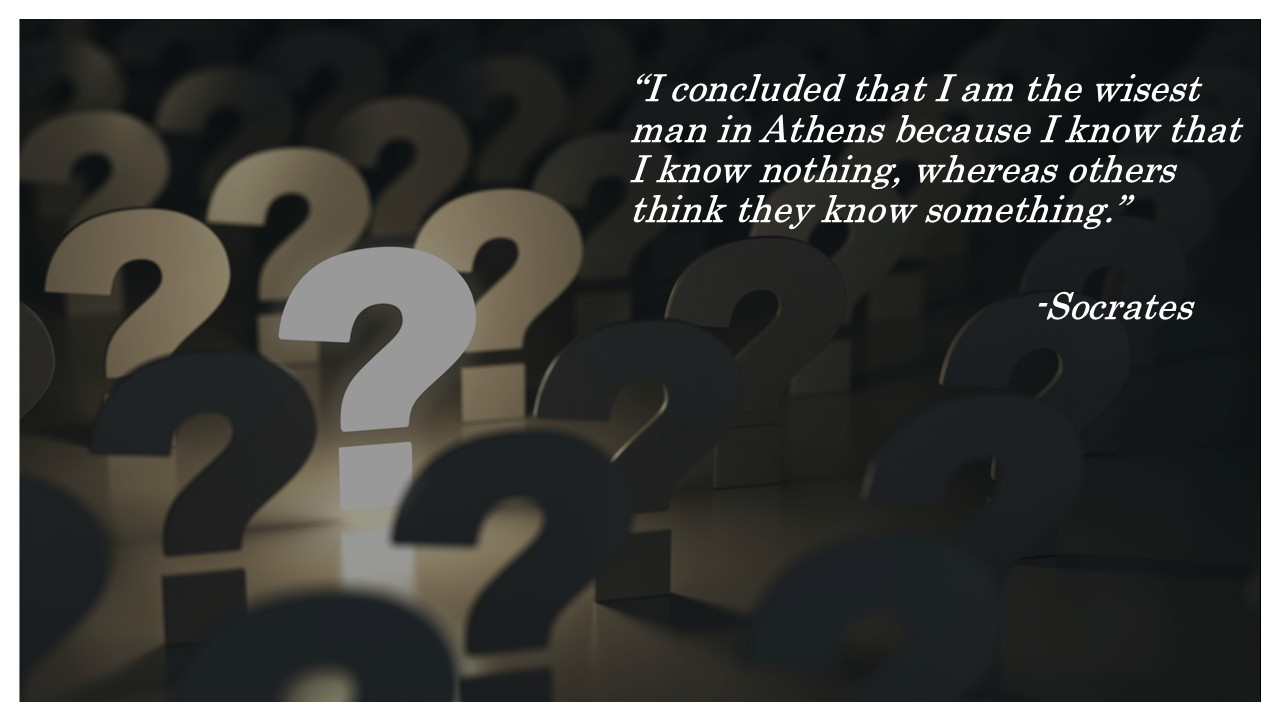 “I concluded that I am the wisest
man in Athens because I know that
I know nothing, whereas others
think they know something.”
-Socrates